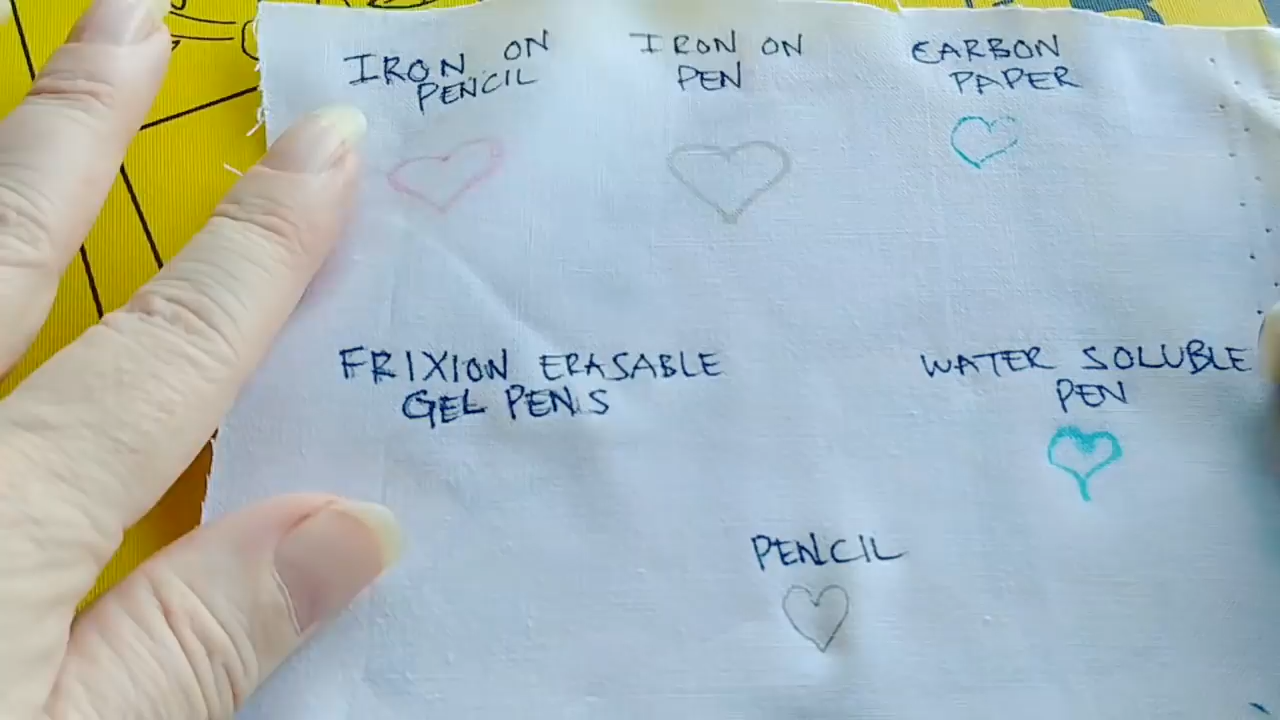 IRON ON
PENCIL
IRON ON
PEN
CARBON
PAPER
FRIXION ERASABLE
GEL PENS
WATER SOLUBLE
PEN
PENCIL